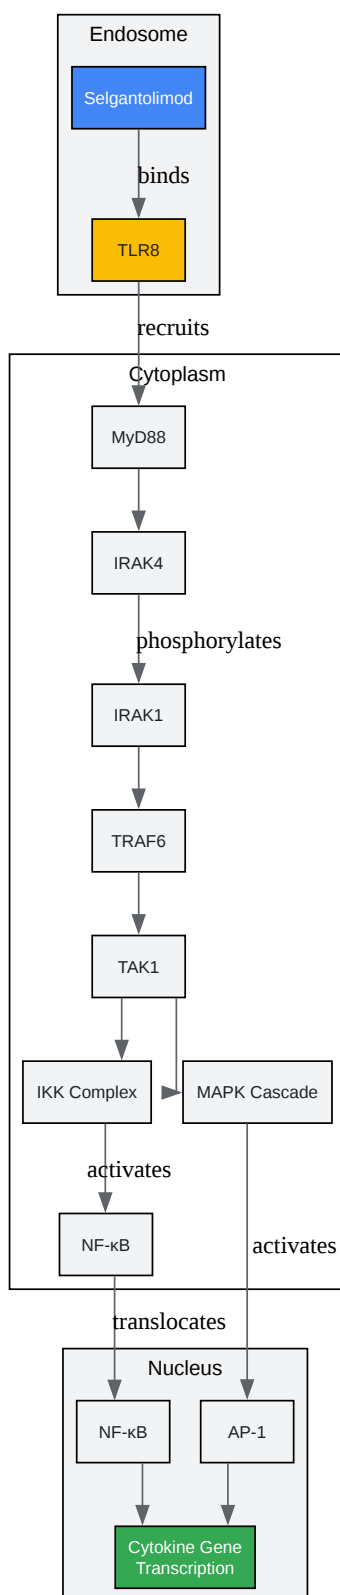 Endosome
Selgantolimod
binds
TLR8
recruits
Cytoplasm
MyD88
IRAK4
phosphorylates
IRAK1
TRAF6
TAK1
IKK Complex
MAPK Cascade
activates
NF-κB
activates
translocates
Nucleus
NF-κB
AP-1
Cytokine Gene
Transcription